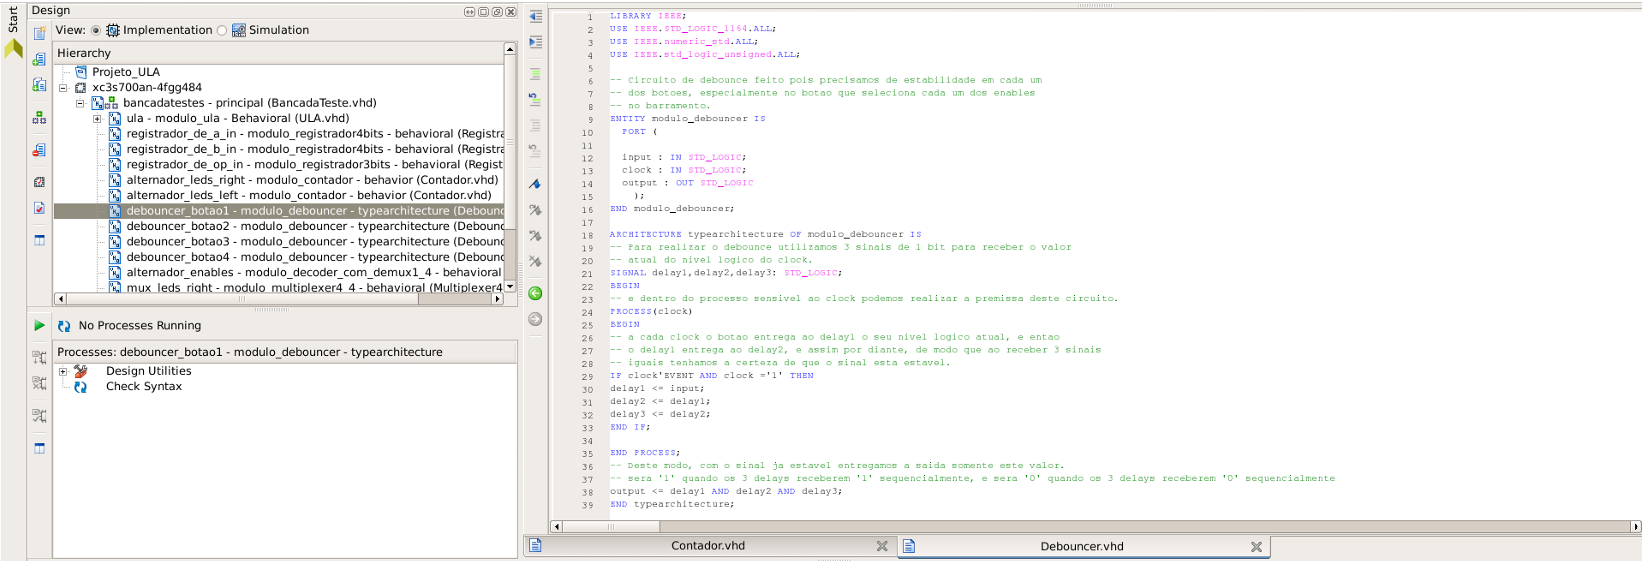 Start
Design
View: Implementation Simulation
Hierarchy
Projeto_ULA
xc3s700an-4fgg484
bancadatestes - principal (BancadaTeste.vhd)
ula - modulo_ula - Behavioral (ULA.vhd)
registrador_de_a_in - modulo_registrador4bits - behavioral (Registra
registrador_de_b_in - modulo_registrador4bits - behavioral (Registra
registrador_de_op_in - modulo_registrador3bits - behavioral (Regist
alternador_leds_right - modulo_contador - behavior (Contador.vhd)
alternador_leds_left - modulo_contador - behavior (Contador.vhd)
debouncer_botao1 - modulo_debouncer - typearchitecture (Debounc
debouncer_botao2 - modulo_debouncer - typearchitecture (Debounc
debouncer_botao3 - modulo_debouncer - typearchitecture (Debounc
debouncer_botao4 - modulo_debouncer - typearchitecture (Debounc
alternador_enables - modulo_decoder_com_demux1_4 - behavioral
mux_leds_right - modulo_multiplexer4_4 - behavioral (Multiplexer4
No Processes Running
Processes: debouncer_botao1 - modulo_debouncer - typearchitecture
Design Utilities
Check Syntax
1 LIBRARY IEEE;
2 USE IEEE.STD_LOGIC_1164.ALL;
3 USE IEEE.numeric_std.ALL;
4 USE IEEE.std_logic_unsigned.ALL;
5
6 -- Circuito de debounce feito pois precisamos de estabilidade em cada um
7 -- dos botoes, especialmente no botao que seleciona cada um dos enables
8 -- no barramento.
9 ENTITY modulo_debouncer IS
10 PORT (
11
12 input : IN STD_LOGIC;
13 clock : IN STD_LOGIC;
14 output : OUT STD_LOGIC
15 );
16 END modulo_debouncer;
17
18 ARCHITECTURE typearchitecture OF modulo_debouncer IS
19 -- Para realizar o debounce utilizamos 3 sinais de 1 bit para receber o valor
20 -- atual do nivel logico do clock.
21 SIGNAL delay1,delay2,delay3: STD_LOGIC;
22 BEGIN
23 -- e dentro do processo sensivel ao clock podemos realizar a premissa deste circuito.
24 PROCESS(clock)
25 BEGIN
26 -- a cada clock o botao entrega ao delay1 o seu nivel logico atual, e entao
27 -- o delay1 entrega ao delay2, e assim por diante, de modo que ao receber 3 sinais
28 -- iguais tenhamos a certeza de que o sinal esta estavel.
29 IF clock'EVENT AND clock ='1' THEN
30 delay1 <= input;
31 delay2 <= delay1;
32 delay3 <= delay2;
33 END IF;
34
35 END PROCESS;
36 -- Deste modo, com o sinal ja estavel entregamos a saida somente este valor.
37 -- sera '1' quando os 3 delays receberem '1' sequencialmente, e sera '0' quando os 3 delays receberem '0' sequencialmente
38 output <= delay1 AND delay2 AND delay3;
39 END typearchitecture;
Contador.vhd
Debouncer.vhd